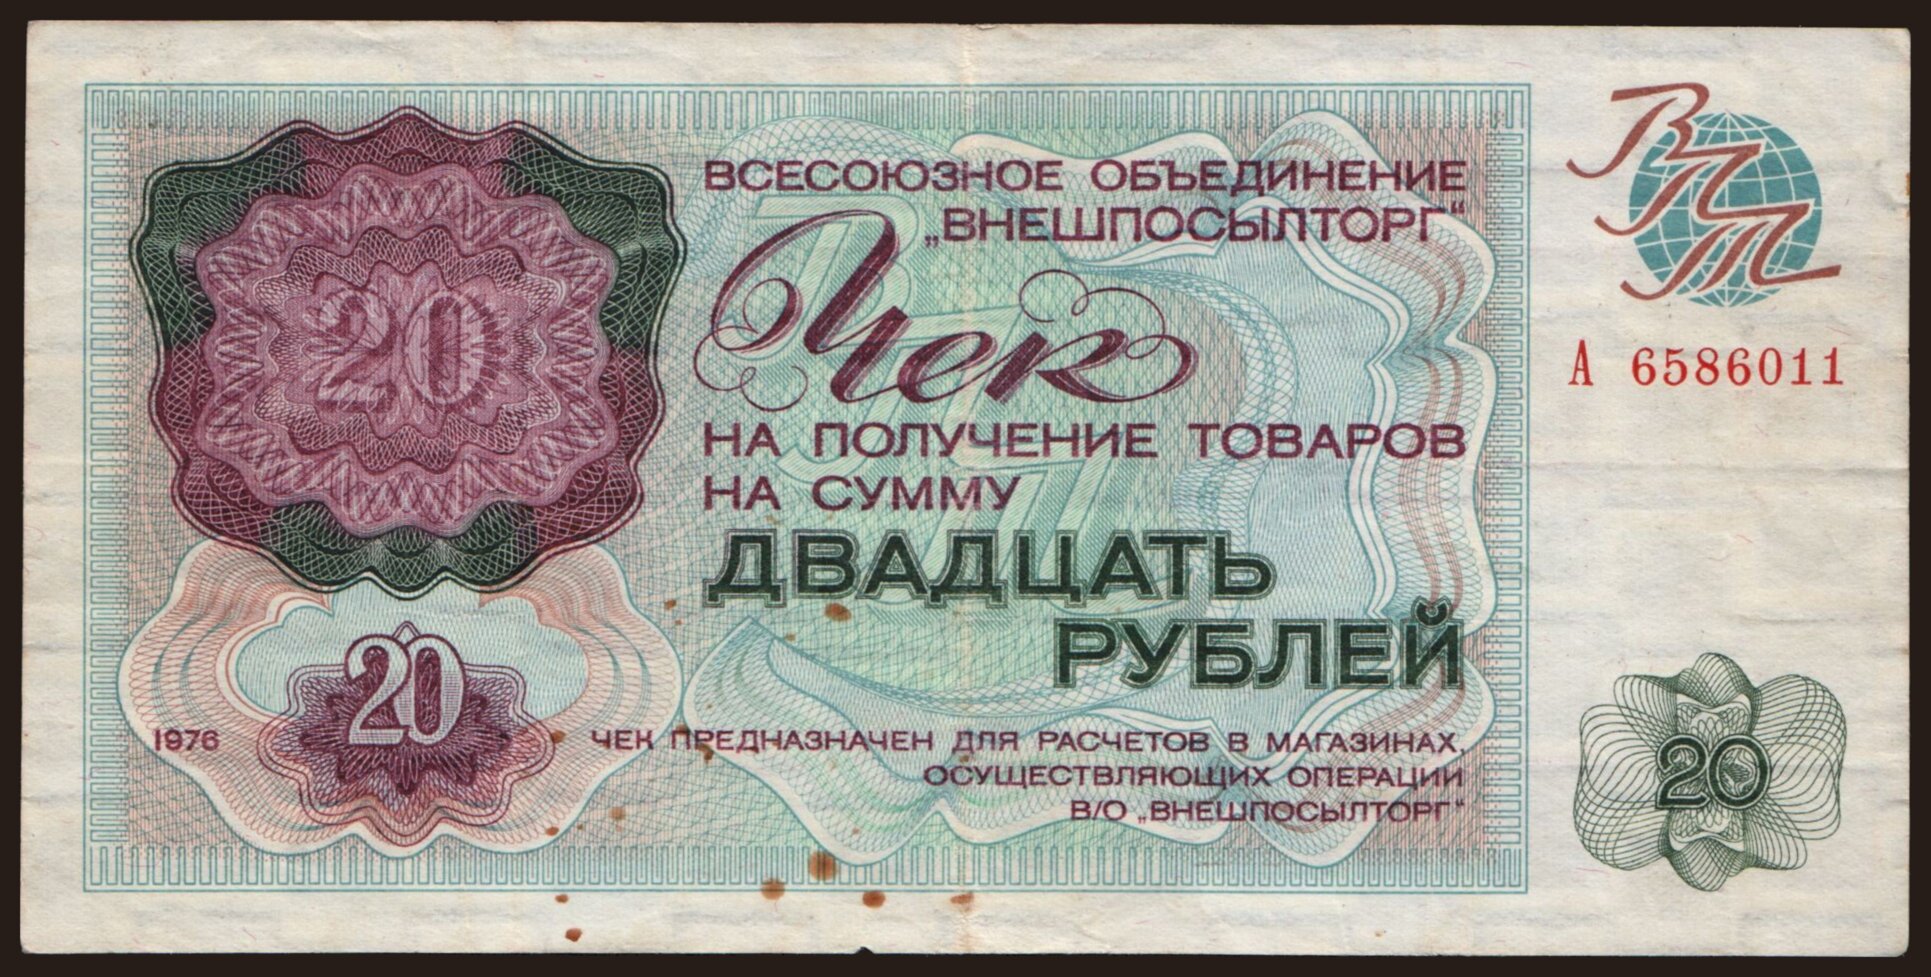 ВСЕСОЮЗНОЕ ОБЪЕДИНЕНИЕ
„ВНЕШПОСЫЛТОРГ“
ВПТ
Чек
А 6586011
20
НА ПОЛУЧЕНИЕ ТОВАРОВ
НА СУММУ
ДВАДЦАТЬ
РУБЛЕЙ
20
1976
ЧЕК ПРЕДНАЗНАЧЕН ДЛЯ РАСЧЕТОВ В МАГАЗИНАХ,
ОСУЩЕСТВЛЯЮЩИХ ОПЕРАЦИИ
В/О „ВНЕШПОСЫЛТОРГ“
20